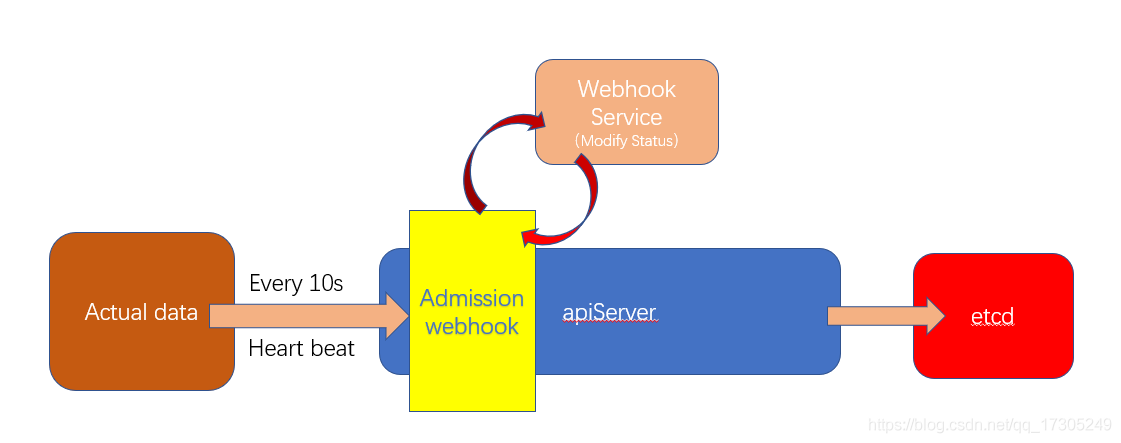 Webhook
Service
(Modify Status)
Every 10s
Actual data
Heart beat
Admission
webhook
apiServer
etcd
https://blog.csdn.net/qq_17305249